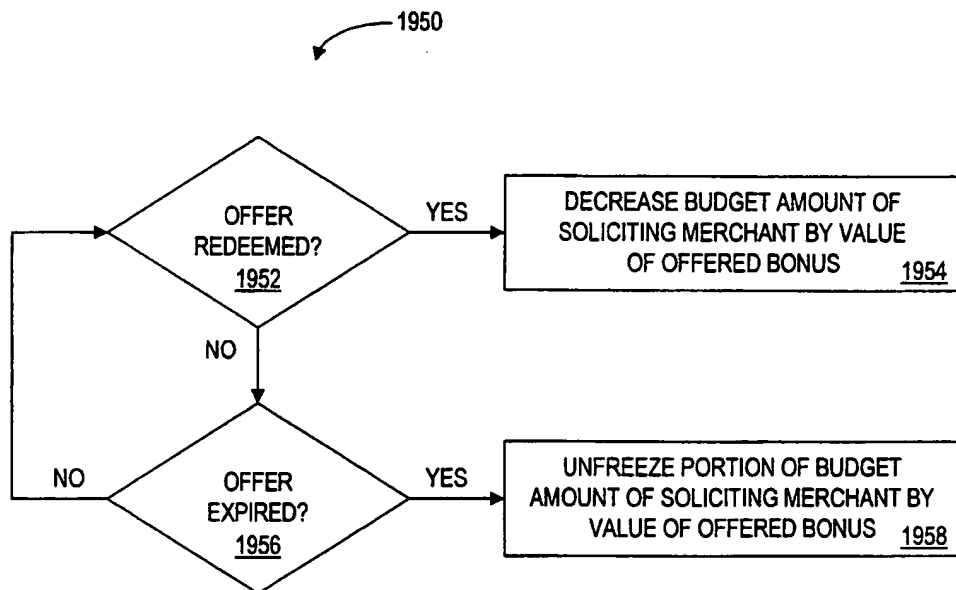 1950
OFFER
REDEEMED?
1952
YES
DECREASE BUDGET AMOUNT OF
SOLICITING MERCHANT BY VALUE
OF OFFERED BONUS
1954
NO
OFFER
EXPIRED?
1956
NO
YES
UNFREEZE PORTION OF BUDGET
AMOUNT OF SOLICITING MERCHANT BY
VALUE OF OFFERED BONUS
1958